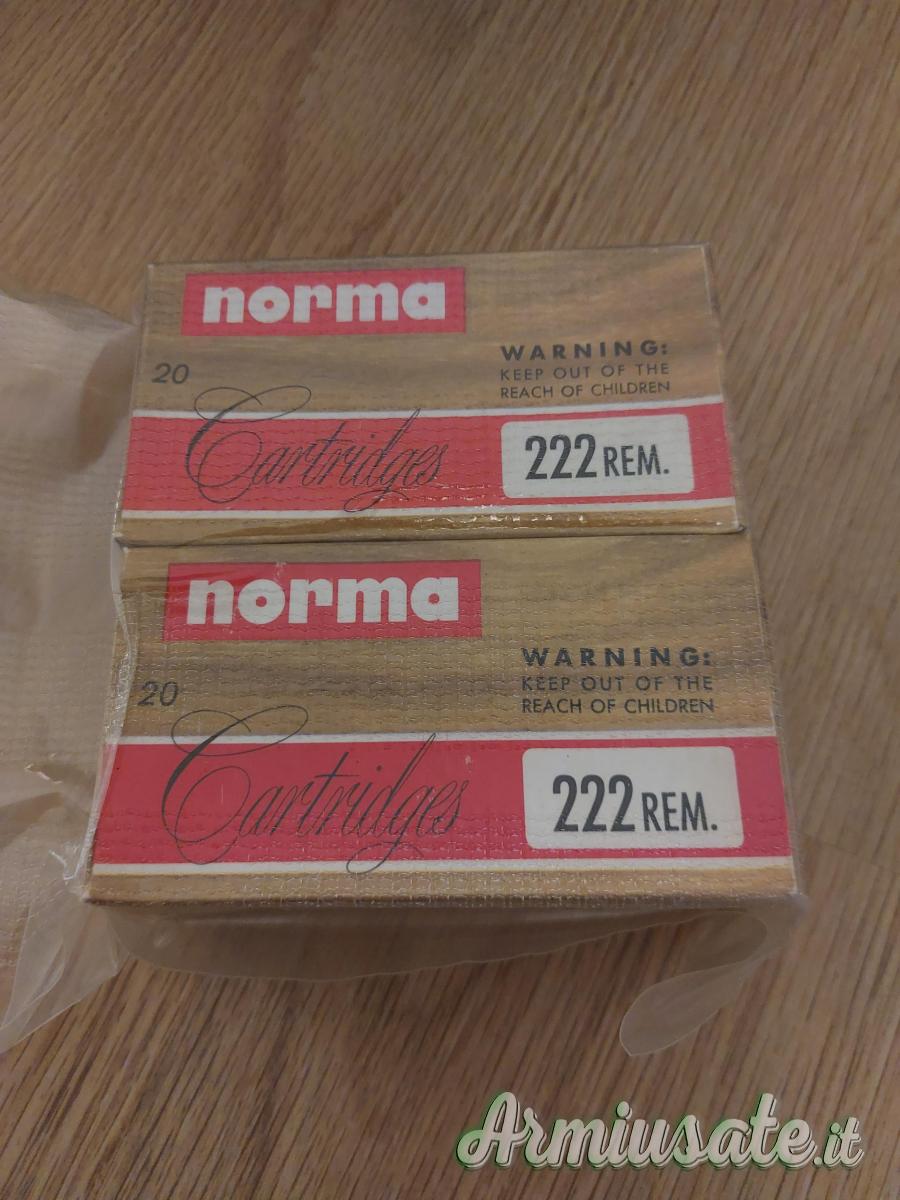 norma
WARNING:
20
KEEP OUT OF THE
REACH OF CHILDREN
Cartridges
222 REM.
norma
WARNING:
20
KEEP OUT OF THE
REACH OF CHILDREN
Cartridges
222 REM.
Armiusate.it